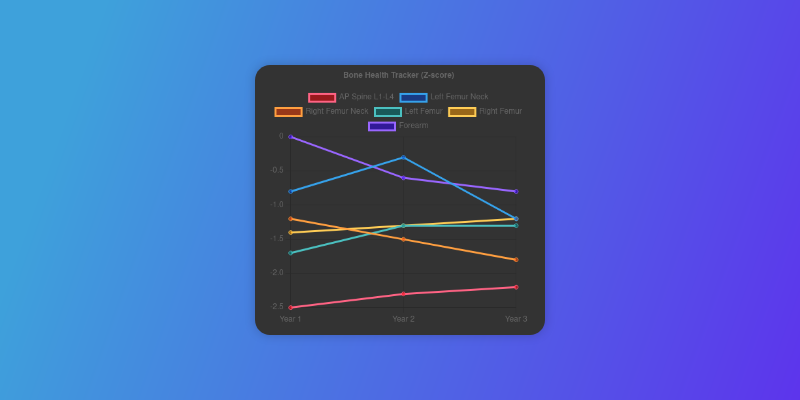 Bone Health Tracker (Z-score)
AP Spine L1-L4 Left Femur Neck
Right Femur Neck Left Femur Right Femur
Forearm
0
-0.5
-1.0
-1.5
-2.0
-2.5
Year 1 Year 2 Year 3